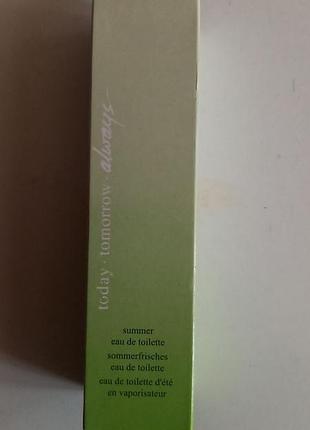 today · tomorrow · always
summer
eau de toilette
sommerfrisches
eau de toilette
eau de toilette d'été
en vaporisateur